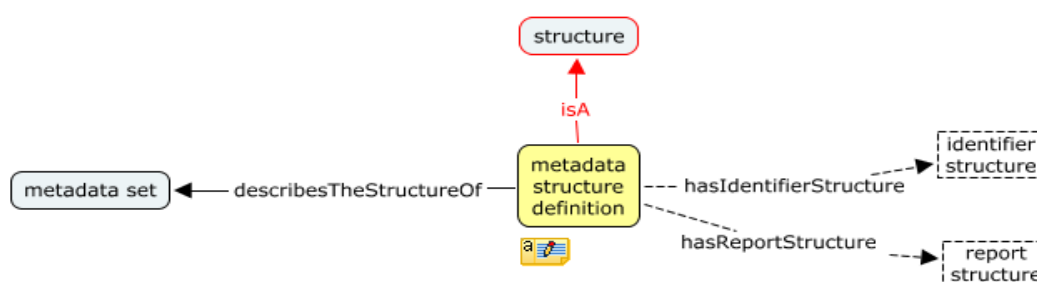 structure
isA
metadata
structure
definition
metadata set
describesTheStructureOf
hasIdentifierStructure
identifier
structure
hasReportStructure
report
structure
a